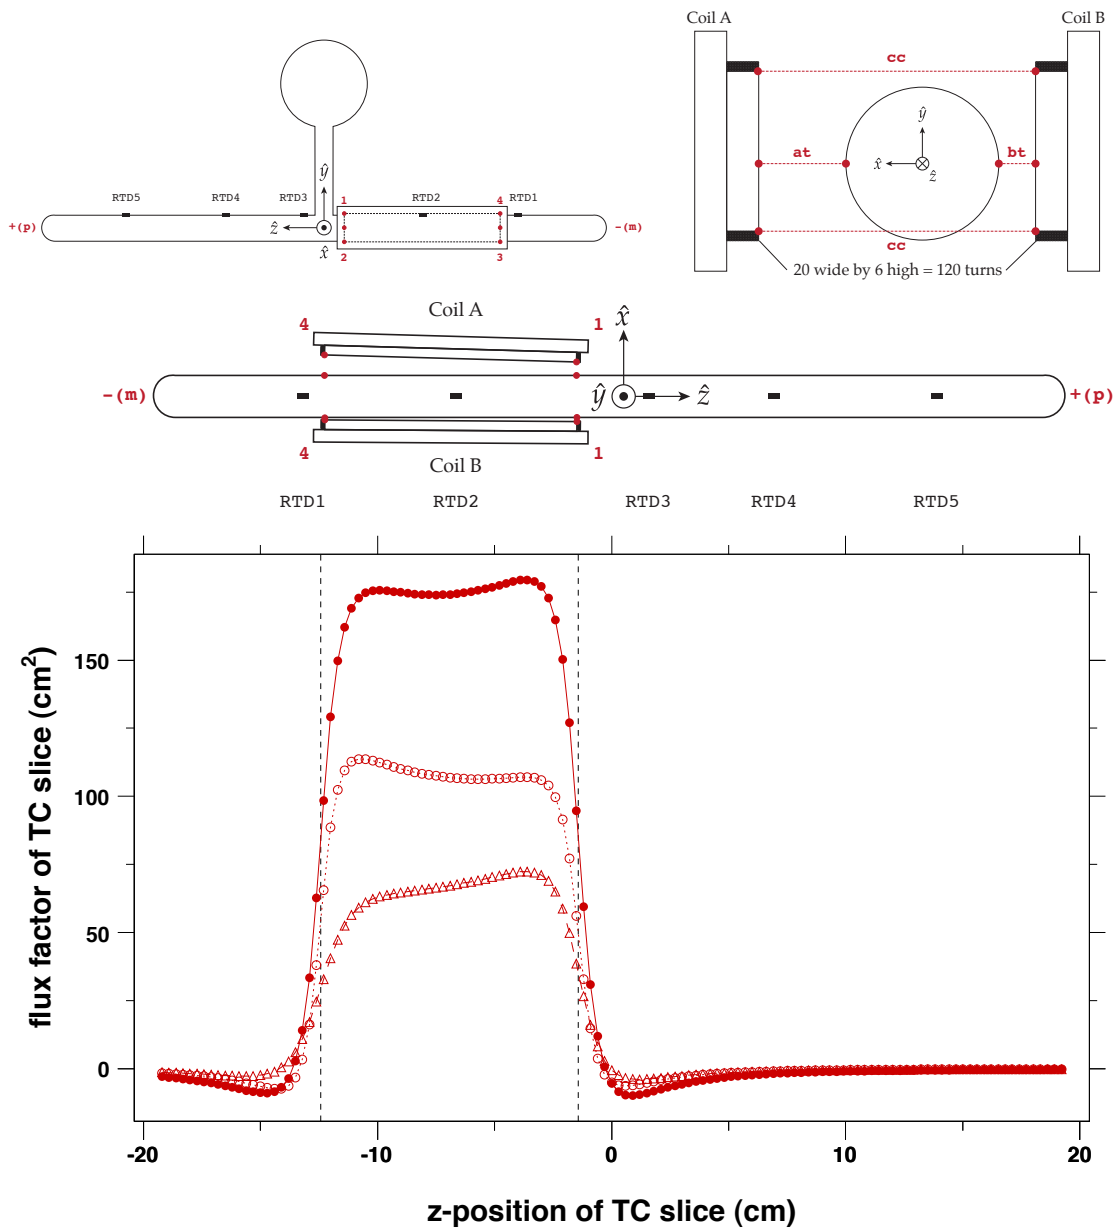 RTD5
RTD4
RTD3
RTD2
RTD1
ŷ
1
4
+(p)
-(m)
ẑ
x̂
2
3
Coil A
Coil B
cc
ŷ
at
bt
x̂
ẑ
cc
20 wide by 6 high = 120 turns
Coil A
4
1
x̂
-(m)
ŷ
ẑ
+(p)
4
1
Coil B
RTD1
RTD2
RTD3
RTD4
RTD5
flux factor of TC slice (cm²)
150
100
50
0
-20
-10
0
10
20
z-position of TC slice (cm)